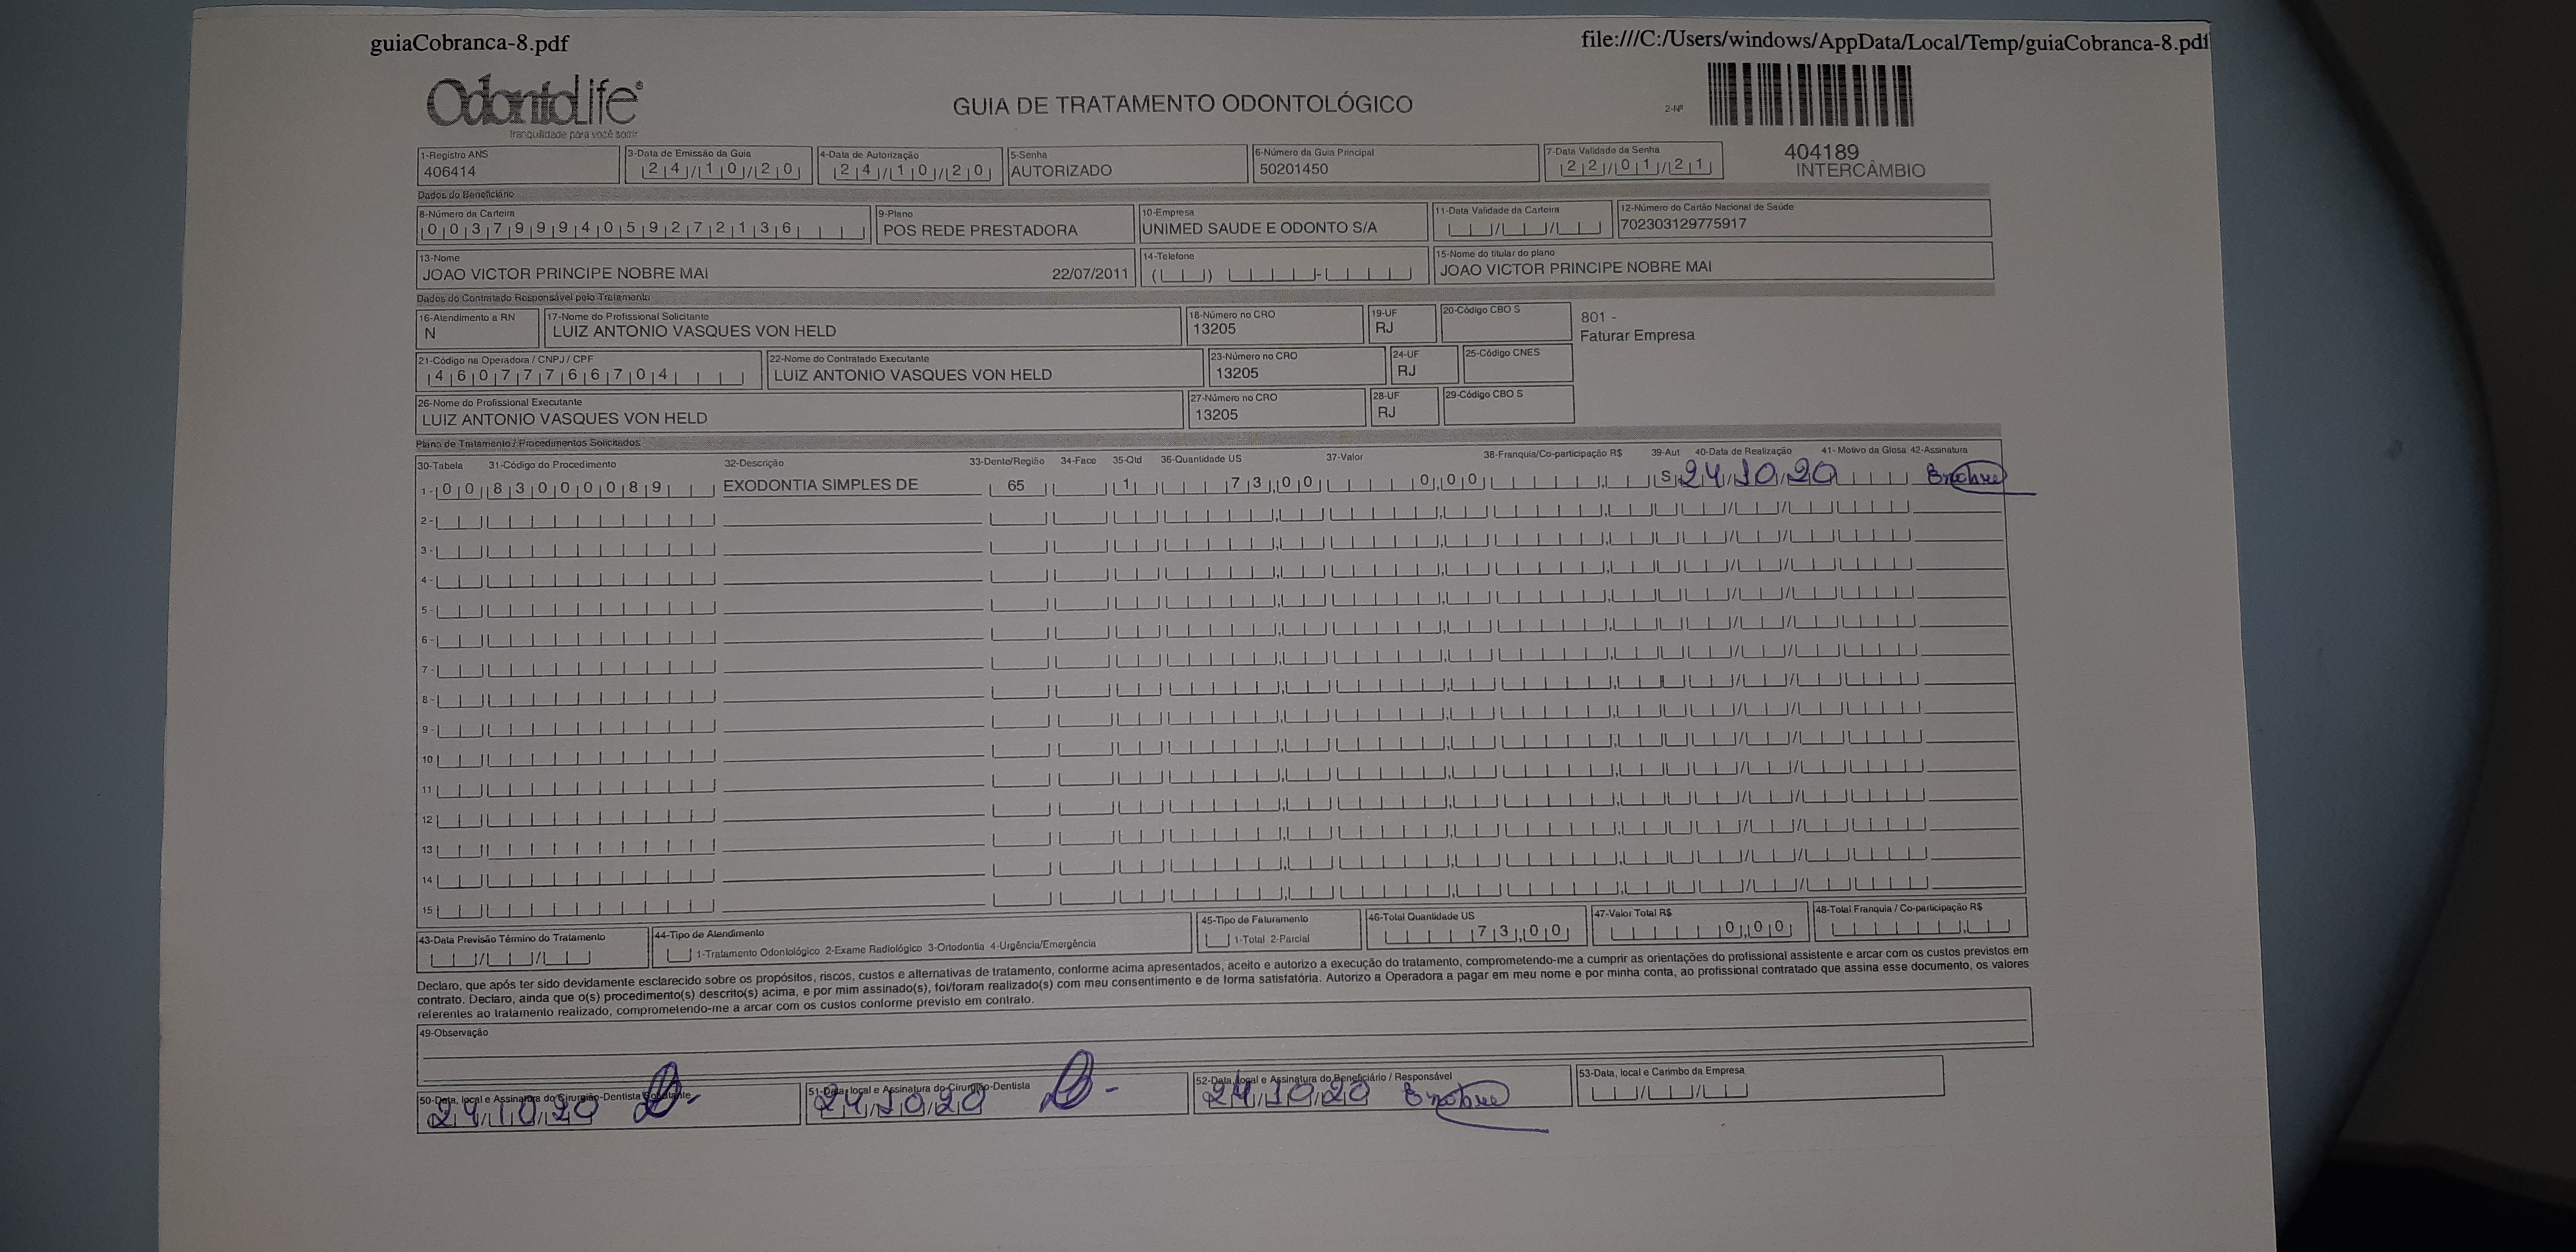 guiaCobranca-8.pdf file:///C:/Users/windows/AppData/Local/Temp/guiaCobranca-8.pdf
OdontoLife®
tranquilidade para você sorrir
GUIA DE TRATAMENTO ODONTOLÓGICO
2-Nº
404189
INTERCÂMBIO
1-Registro ANS 3-Data de Emissão da Guia 4-Data de Autorização 5-Senha 6-Número da Guia Principal 7-Data Validade da Senha
406414 24/10/20 24/10/20 AUTORIZADO 50201450 22/01/21
Dados do Beneficiário
8-Número da Carteira 9-Plano 10-Empresa 11-Data Validade da Carteira 12-Número do Cartão Nacional de Saúde
00379994059272136 POS REDE PRESTADORA UNIMED SAUDE E ODONTO S/A 702303129775917
13-Nome 14-Telefone 15-Nome do titular do plano
JOAO VICTOR PRINCIPE NOBRE MAI 22/07/2011 JOAO VICTOR PRINCIPE NOBRE MAI
Dados do Contratado Responsável pelo Tratamento
16-Atendimento a RN 17-Nome do Profissional Solicitante 18-Número no CRO 19-UF 20-Código CBO S
N LUIZ ANTONIO VASQUES VON HELD 13205 RJ
801 -
Faturar Empresa
21-Código na Operadora / CNPJ / CPF 22-Nome do Contratado Executante 23-Número no CRO 24-UF 25-Código CNES
46077766704 LUIZ ANTONIO VASQUES VON HELD 13205 RJ
26-Nome do Profissional Executante 27-Número no CRO 28-UF 29-Código CBO S
LUIZ ANTONIO VASQUES VON HELD 13205 RJ
Plano de Tratamento / Procedimentos Solicitados
30-Tabela 31-Código do Procedimento 32-Descrição 33-Dente/Região 34-Face 35-Qtd 36-Quantidade US 37-Valor 38-Franquia/Co-participação R$ 39-Aut 40-Data de Realização 41- Motivo da Glosa 42-Assinatura
1- 00 83000089 EXODONTIA SIMPLES DE 65 1 73,00 0,00 S 24/10/20
2-
3-
4-
5-
6-
7-
8-
9-
10
11
12
13
14
15
43-Data Previsão Término do Tratamento 44-Tipo de Atendimento 45-Tipo de Faturamento 46-Total Quantidade US 47-Valor Total R$ 48-Total Franquia / Co-participação R$
1-Tratamento Odontológico 2-Exame Radiológico 3-Ortodontia 4-Urgência/Emergência 1-Total 2-Parcial 73,00 0,00
Declaro, que após ter sido devidamente esclarecido sobre os propósitos, riscos, custos e alternativas de tratamento, conforme acima apresentados, aceito e autorizo a execução do tratamento, comprometendo-me a cumprir as orientações do profissional assistente e arcar com os custos previstos em
contrato. Declaro, ainda que o(s) procedimento(s) descrito(s) acima, e por mim assinado(s), foi/foram realizado(s) com meu consentimento e de forma satisfatória. Autorizo a Operadora a pagar em meu nome e por minha conta, ao profissional contratado que assina esse documento, os valores
referentes ao tratamento realizado, comprometendo-me a arcar com os custos conforme previsto em contrato.
49-Observação
50-Data, local e Assinatura do Cirurgião-Dentista Solicitante 51-Data, local e Assinatura do Cirurgião-Dentista 52-Data, local e Assinatura do Beneficiário / Responsável 53-Data, local e Carimbo da Empresa
24/10/20 24/10/20 24/10/20